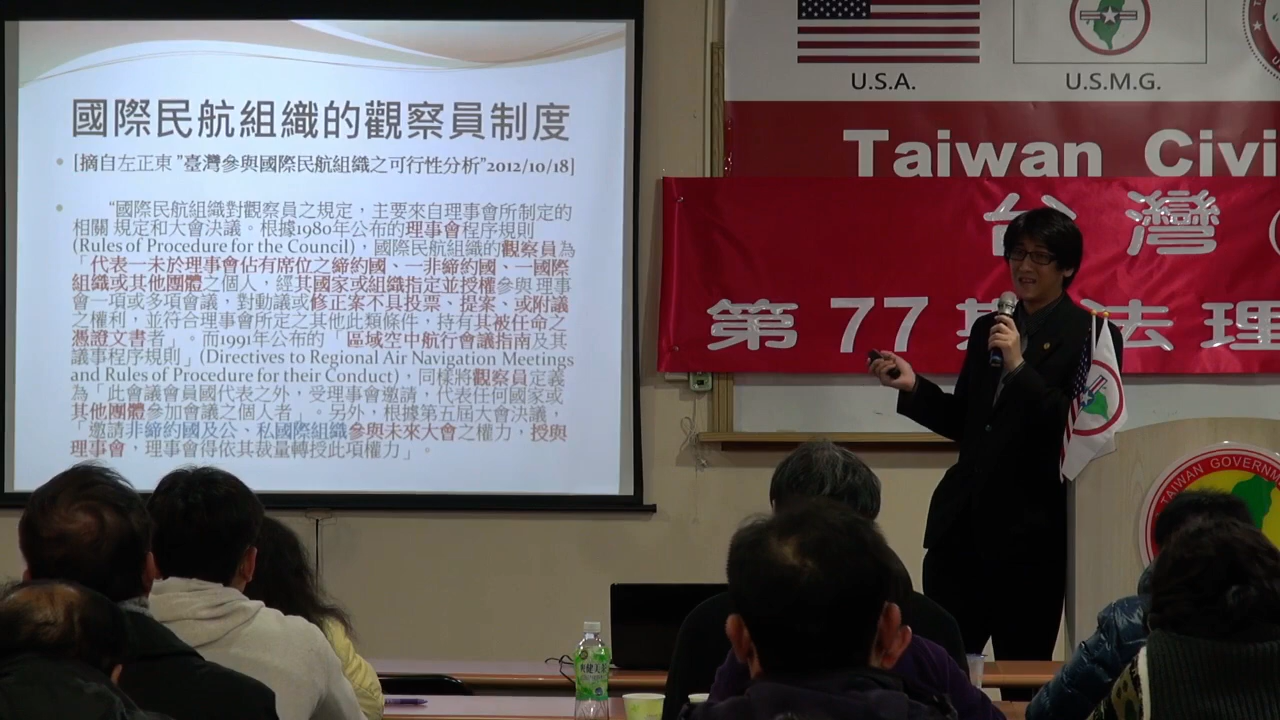 國際民航組織的觀察員制度
• [摘自左正東 "臺灣參與國際民航組織之可行性分析"2012/10/18]
• "國際民航組織對觀察員之規定，主要來自理事會所制定的
相關 規定和大會決議。根據1980年公布的理事會程序規則
(Rules of Procedure for the Council)，國際民航組織的觀察員為
「代表一未於理事會佔有席位之締約國、一非締約國、一國際
組織或其他團體之個人，經其國家或組織指定並授權參與 理事
會一項或多項會議，對動議或修正案不具投票、提案、或附議
之權利，並符合理事會所定之其他此類條件，持有其被任命之
憑證文書者」。而1991年公布的「區域空中航行會議指南及其
議事程序規則」(Directives to Regional Air Navigation Meetings
and Rules of Procedure for their Conduct)，同樣將觀察員定義
為「此會議會員國代表之外，受理事會邀請，代表任何國家或
其他團體參加會議之個人者」。另外，根據第五屆大會決議，
「邀請非締約國及公、私國際組織參與未來大會之權力，授與
理事會，理事會得依其裁量轉授此項權力」。
U.S.A.
U.S.M.G.
Taiwan Civi
台灣
第77期法理
TAIWAN GOVERNM